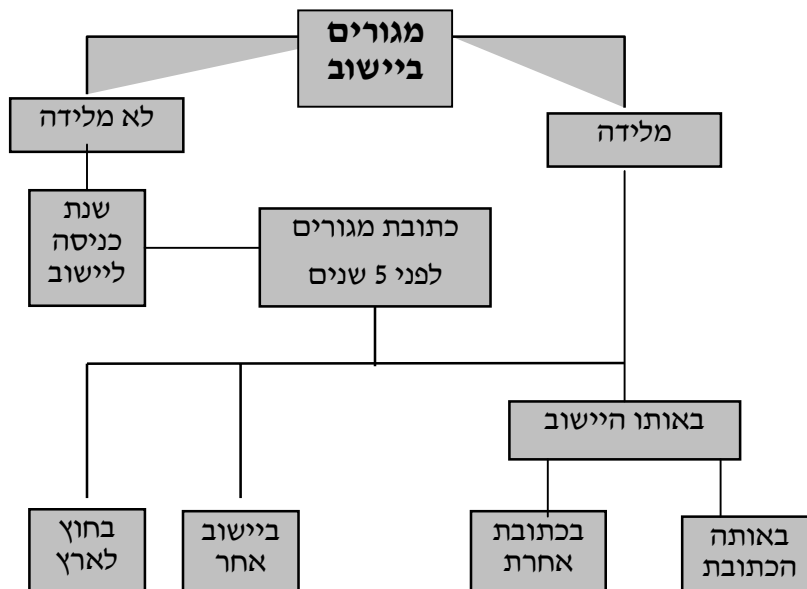 מגורים
ביישוב
מלידה
לא מלידה
שנת
כניסה
ליישוב
כתובת מגורים
לפני 5 שנים
באותו היישוב
באותה
הכתובת
בכתובת
אחרת
ביישוב
אחר
בחוץ
לארץ